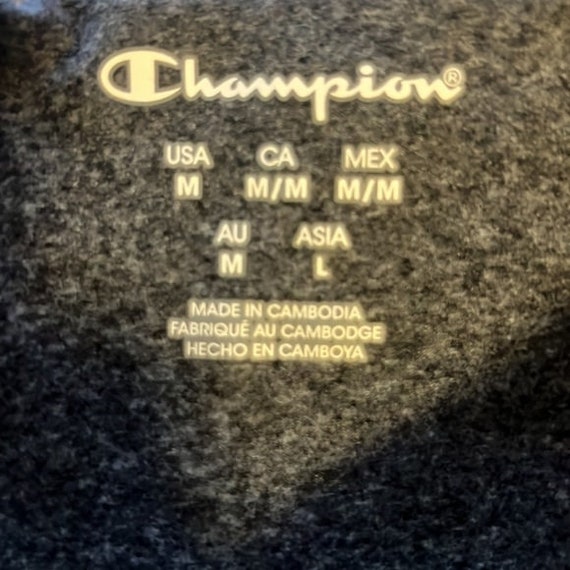 Champion®
USA CA MEX
M M/M M/M
AU ASIA
M L
MADE IN CAMBODIA
FABRIQUÉ AU CAMBODGE
HECHO EN CAMBOYA